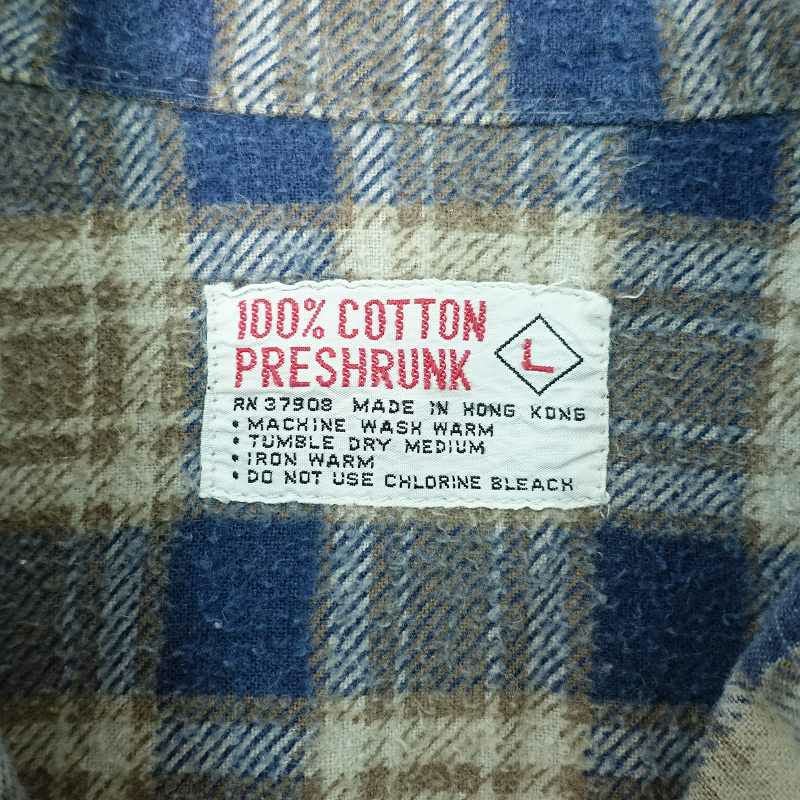 100% COTTON
PRESHRUNK
L
RN 37908 MADE IN HONG KONG
• MACHINE WASH WARM
• TUMBLE DRY MEDIUM
• IRON WARM
• DO NOT USE CHLORINE BLEACH